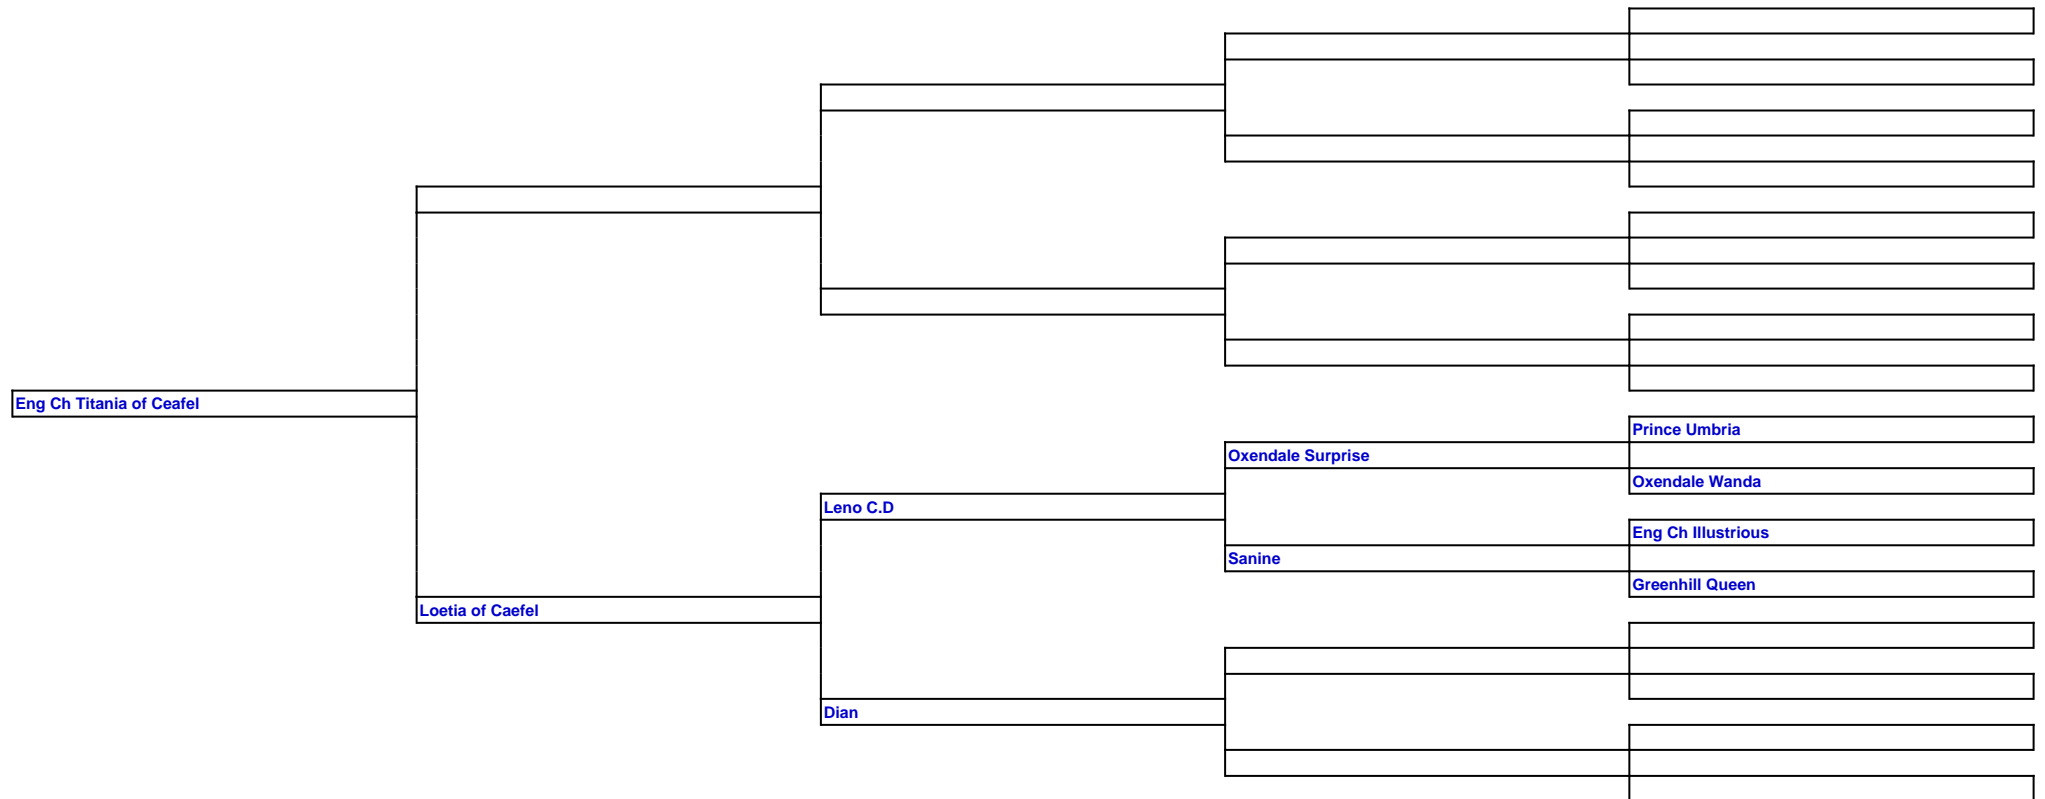 Eng Ch Titania of Ceafel
Prince Umbria
Oxendale Surprise
Oxendale Wanda
Leno C.D
Eng Ch Illustrious
Sanine
Greenhill Queen
Loetia of Caefel
Dian